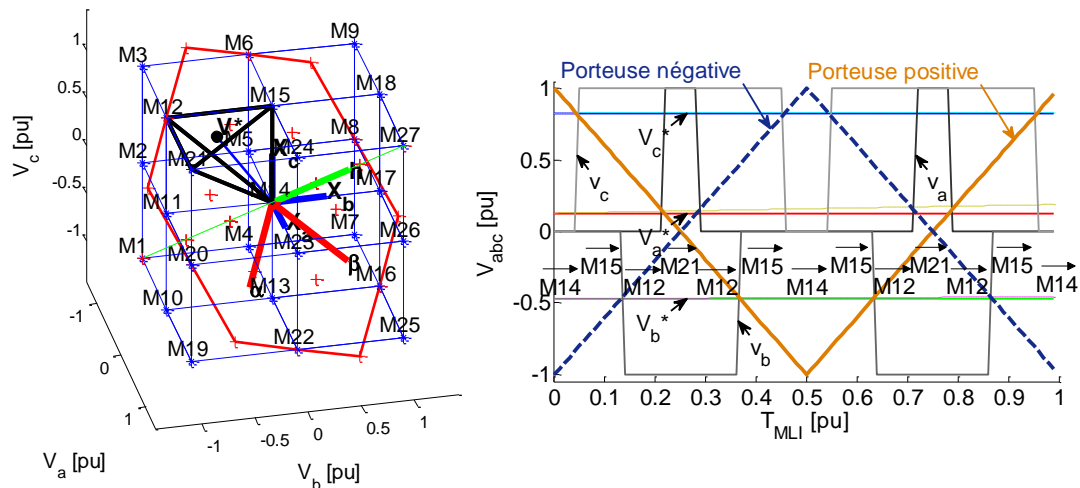 M9
M6
M3
M18
M15
M12
V*
M8
M27
M5
M24
M2
M21
X_c
n
M17
M11
M14
X_b
M7
M26
M1
M4
X_a
M23
M20
β
M16
α
M13
M10
M25
M22
M19
1
0.5
0
-0.5
-1
V_c [pu]
-1
0
1
V_a [pu]
-1
-0.5
0
0.5
1
V_b [pu]
Porteuse négative
Porteuse positive
1
0.5
0
-0.5
-1
V_abc [pu]
V_c*
v_c
v_a
V_a*
M15 M21 M15 M15 M21 M15
M14 M12 M12 M14 M12 M12 M14
V_b*
v_b
0 0.1 0.2 0.3 0.4 0.5 0.6 0.7 0.8 0.9 1
T_MLI [pu]